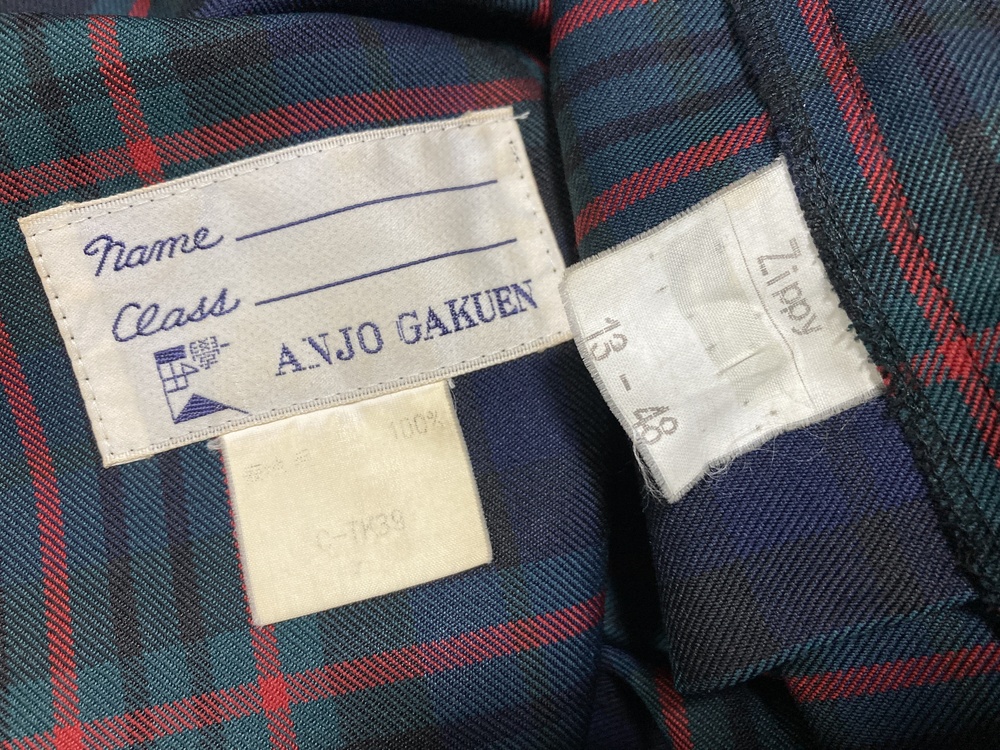 Name
Class
ANJO GAKUEN
100%
C-TK39
Zippy
13-48